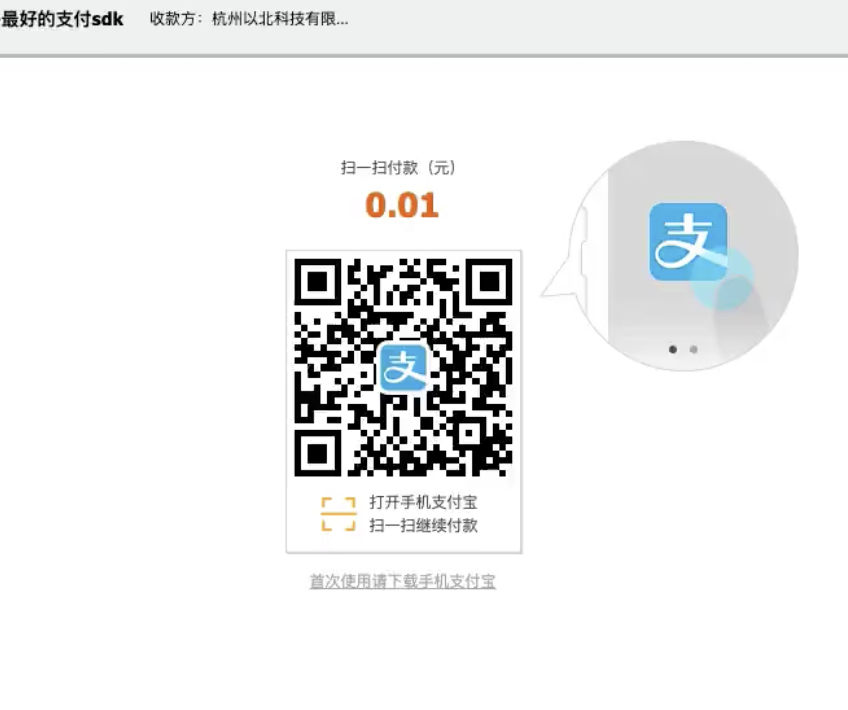 最好的支付sdk 收款方：杭州以北科技有限...
扫一扫付款（元）
0.01
支
支
打开手机支付宝
扫一扫继续付款
首次使用请下载手机支付宝